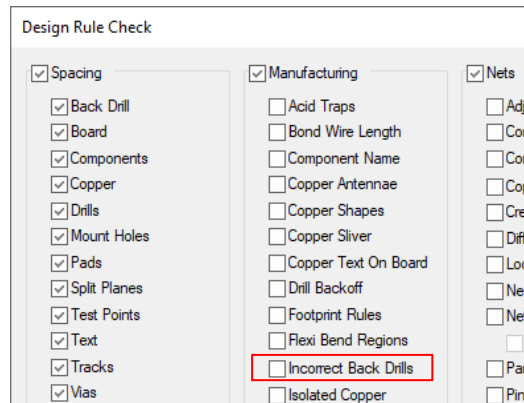 Design Rule Check
Spacing
Back Drill
Board
Components
Copper
Drills
Mount Holes
Pads
Split Planes
Test Points
Text
Tracks
Vias
Manufacturing
Acid Traps
Bond Wire Length
Component Name
Copper Antennae
Copper Shapes
Copper Sliver
Copper Text On Board
Drill Backoff
Footprint Rules
Flexi Bend Regions
Incorrect Back Drills
Isolated Copper
Nets